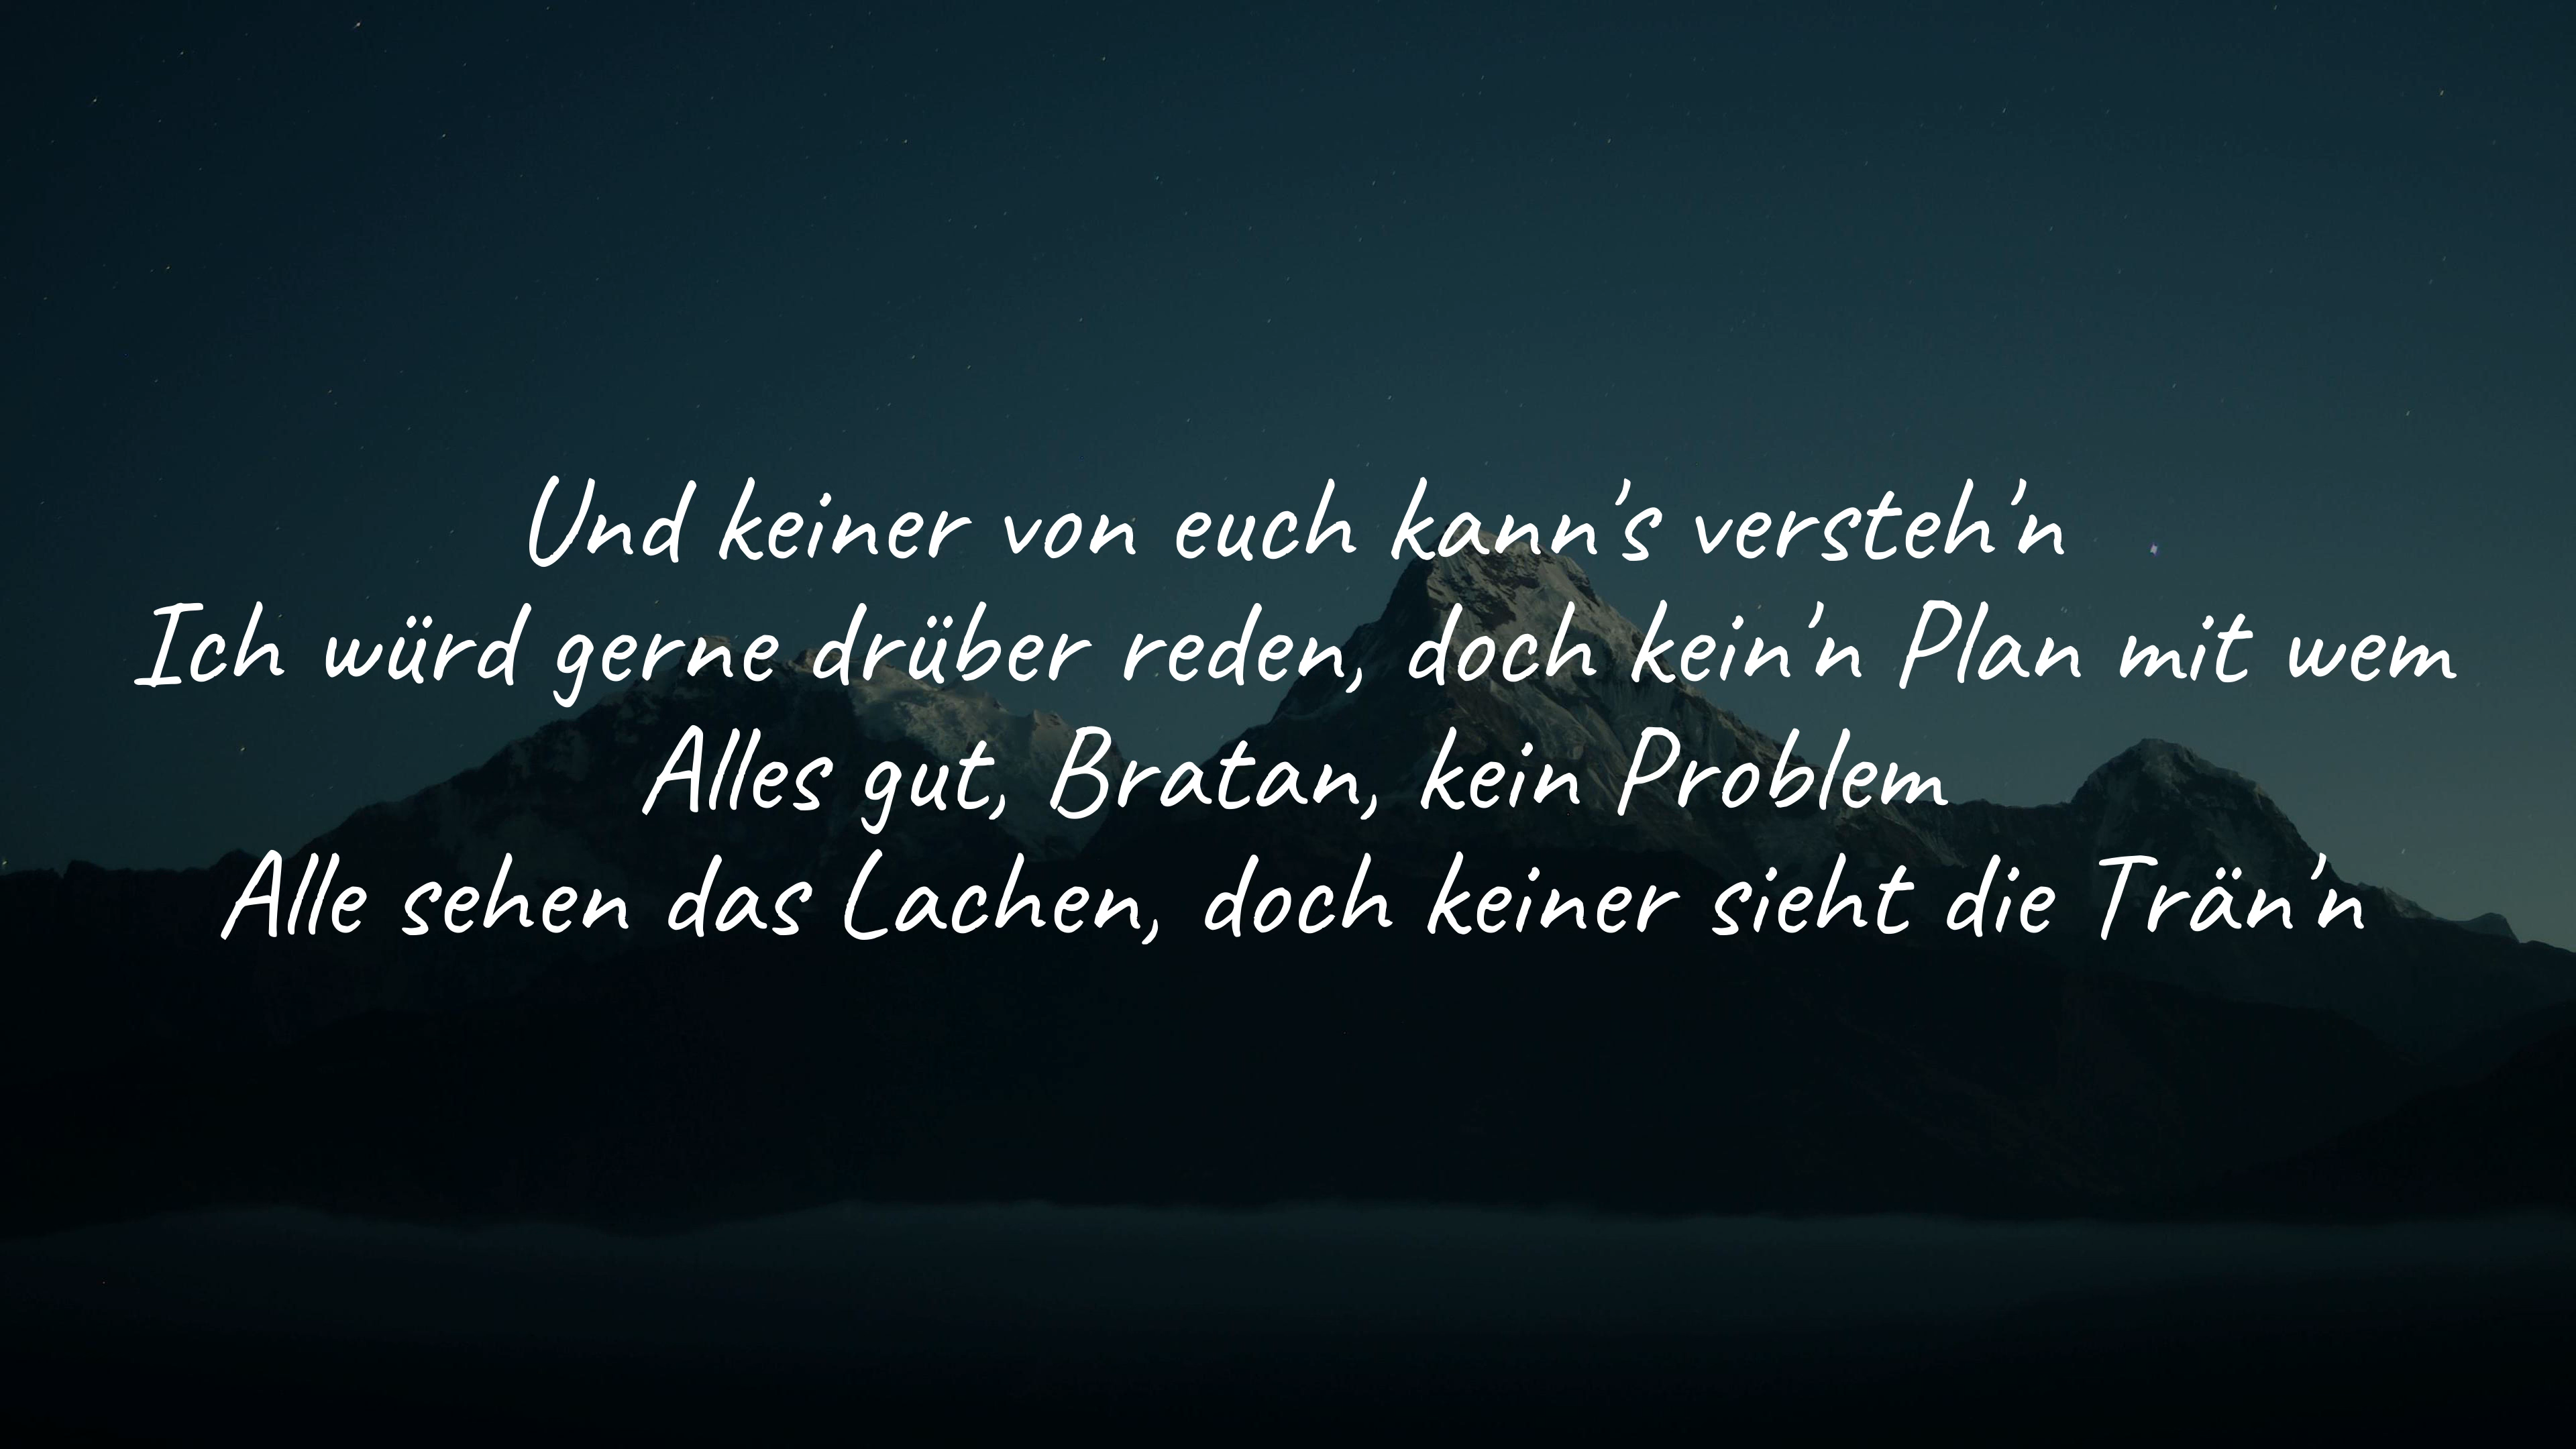 Und keiner von euch kann's versteh'n
Ich würd gerne drüber reden, doch kein'n Plan mit wem
Alles gut, Bratan, kein Problem
Alle sehen das Lachen, doch keiner sieht die Trän'n